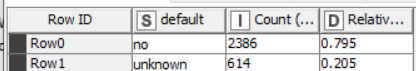 Row ID S default I Count (... D Relativ...
Row0 no 2386 0.795
Row1 unknown 614 0.205